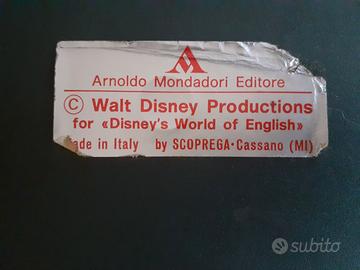 Arnoldo Mondadori Editore
© Walt Disney Productions
for «Disney's World of English»
ade in Italy by SCOPREGA·Cassano (MI)
subito